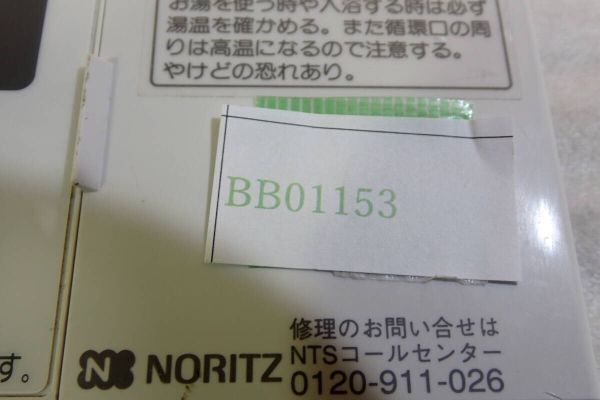 お湯を使う時や入浴する時は必ず
湯温を確かめる。また循環口の周
りは高温になるので注意する。
やけどの恐れあり。
BB01153
修理のお問い合せは
NTSコールセンター
NORITZ 0120-911-026
す。